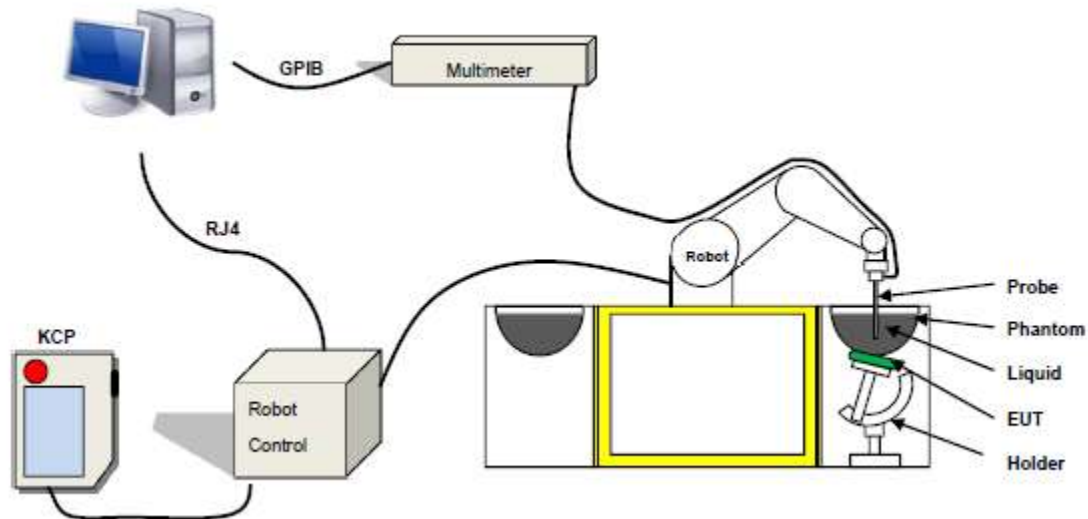 GPIB
Multimeter
RJ4
Robot
KCP
Robot
Control
Probe
Phantom
Liquid
EUT
Holder